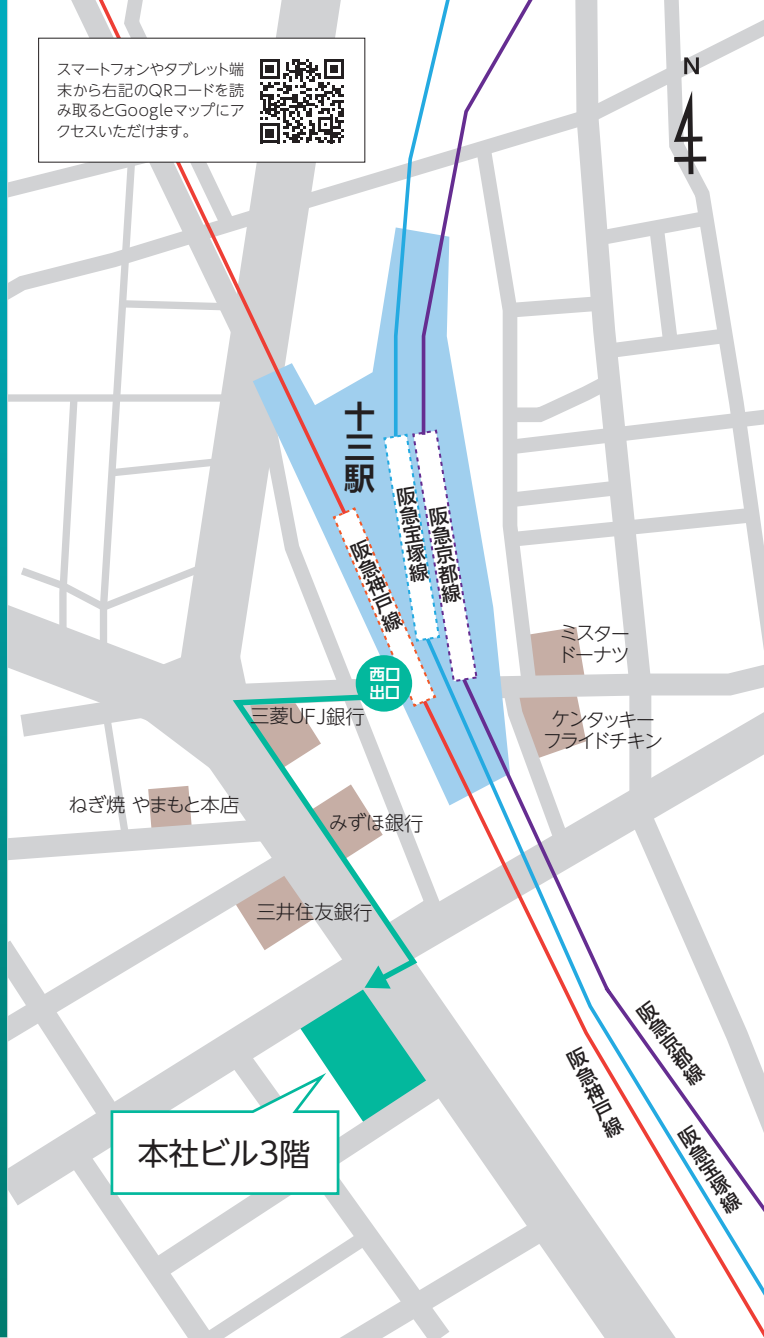 スマートフォンやタブレット端
末から右記のQRコードを読
み取るとGoogleマップにア
クセスいただけます。
N
十三駅
阪急宝塚線
阪急京都線
阪急神戸線
西口
出口
ミスター
ドーナツ
三菱UFJ銀行
ケンタッキー
フライドチキン
ねぎ焼 やまもと本店
みずほ銀行
三井住友銀行
阪急京都線
阪急神戸線
阪急宝塚線
本社ビル3階